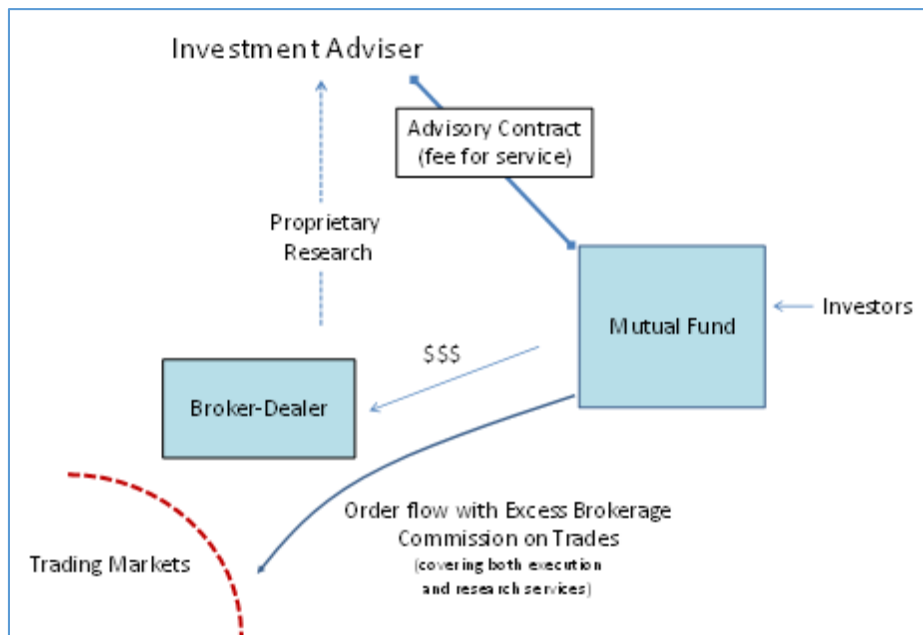 Investment Adviser
Advisory Contract
(fee for service)
Proprietary
Research
Investors
Mutual Fund
$$$
Broker-Dealer
Order flow with Excess Brokerage
Commission on Trades
(covering both execution
and research services)
Trading Markets